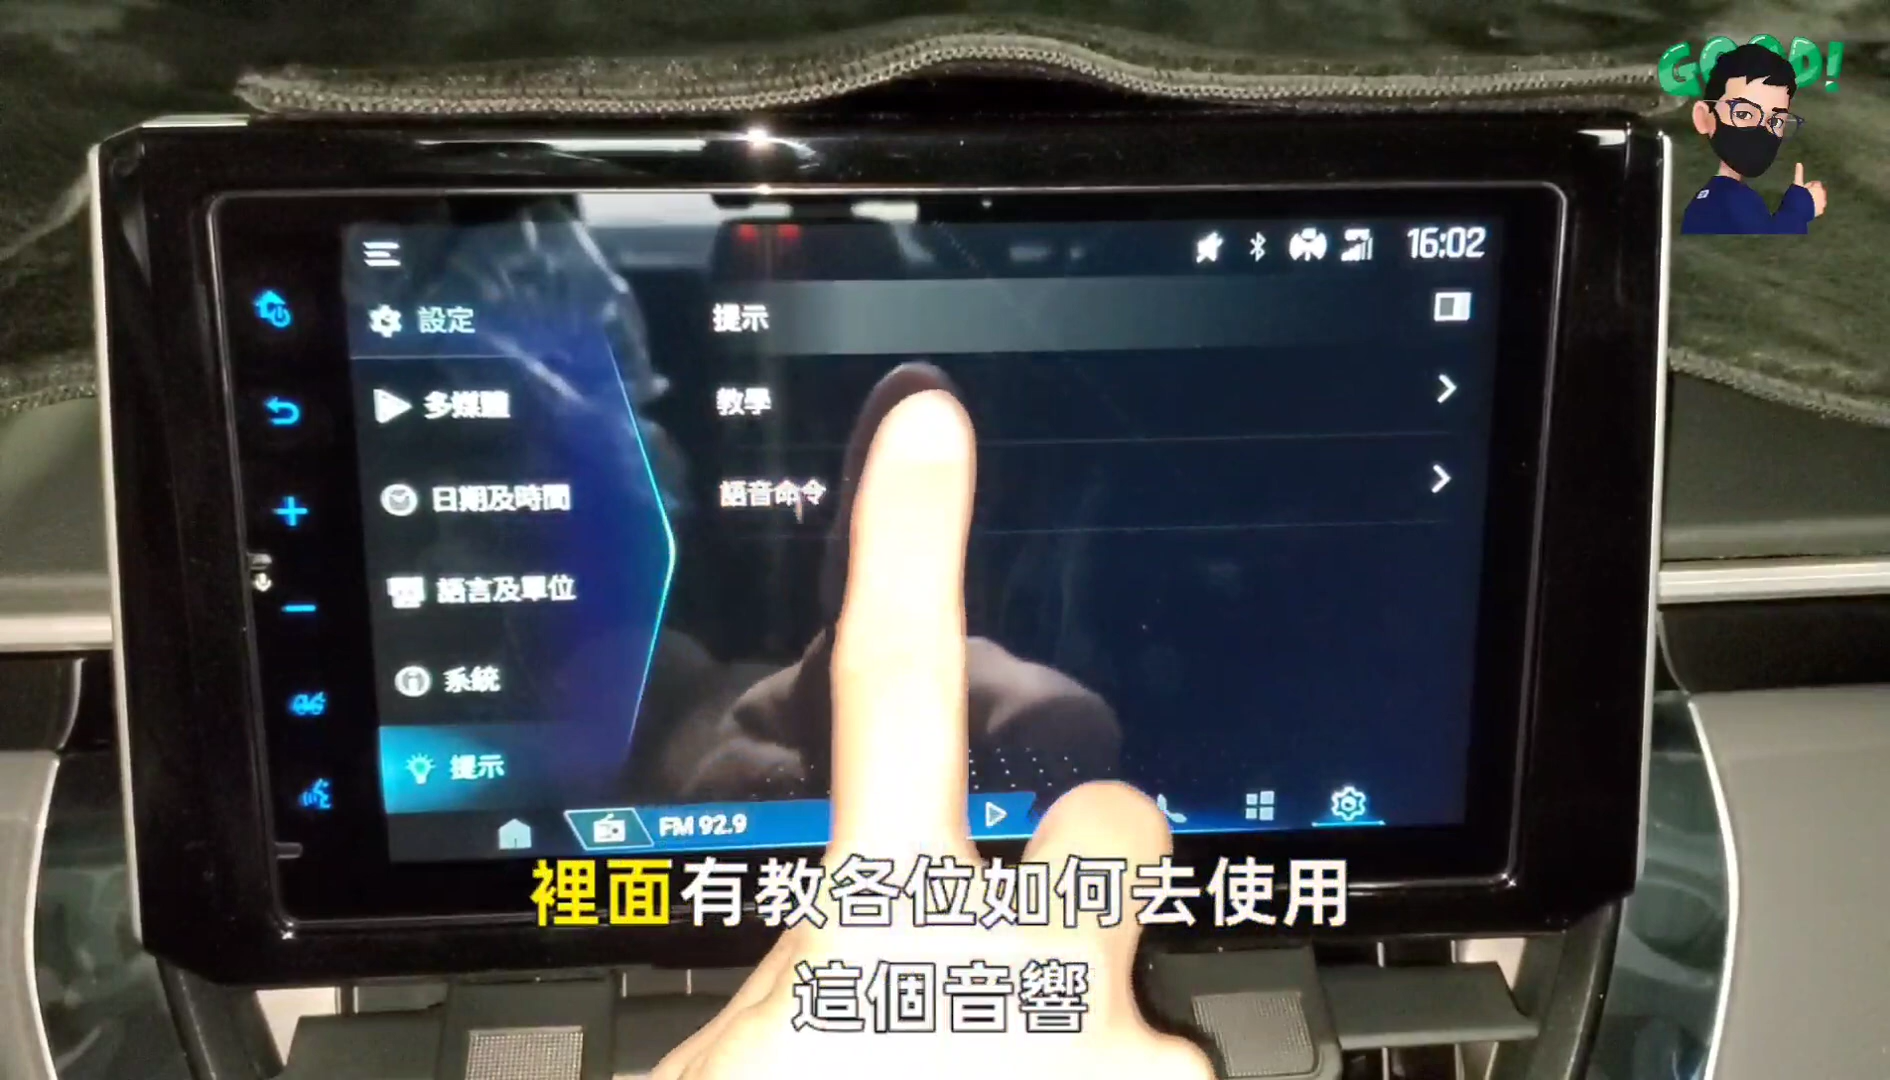 GOOD!
16:02
設定
提示
多媒體
教學
日期及時間
語音命令
語言及單位
系統
提示
FM 92.9
裡面有教各位如何去使用
這個音響